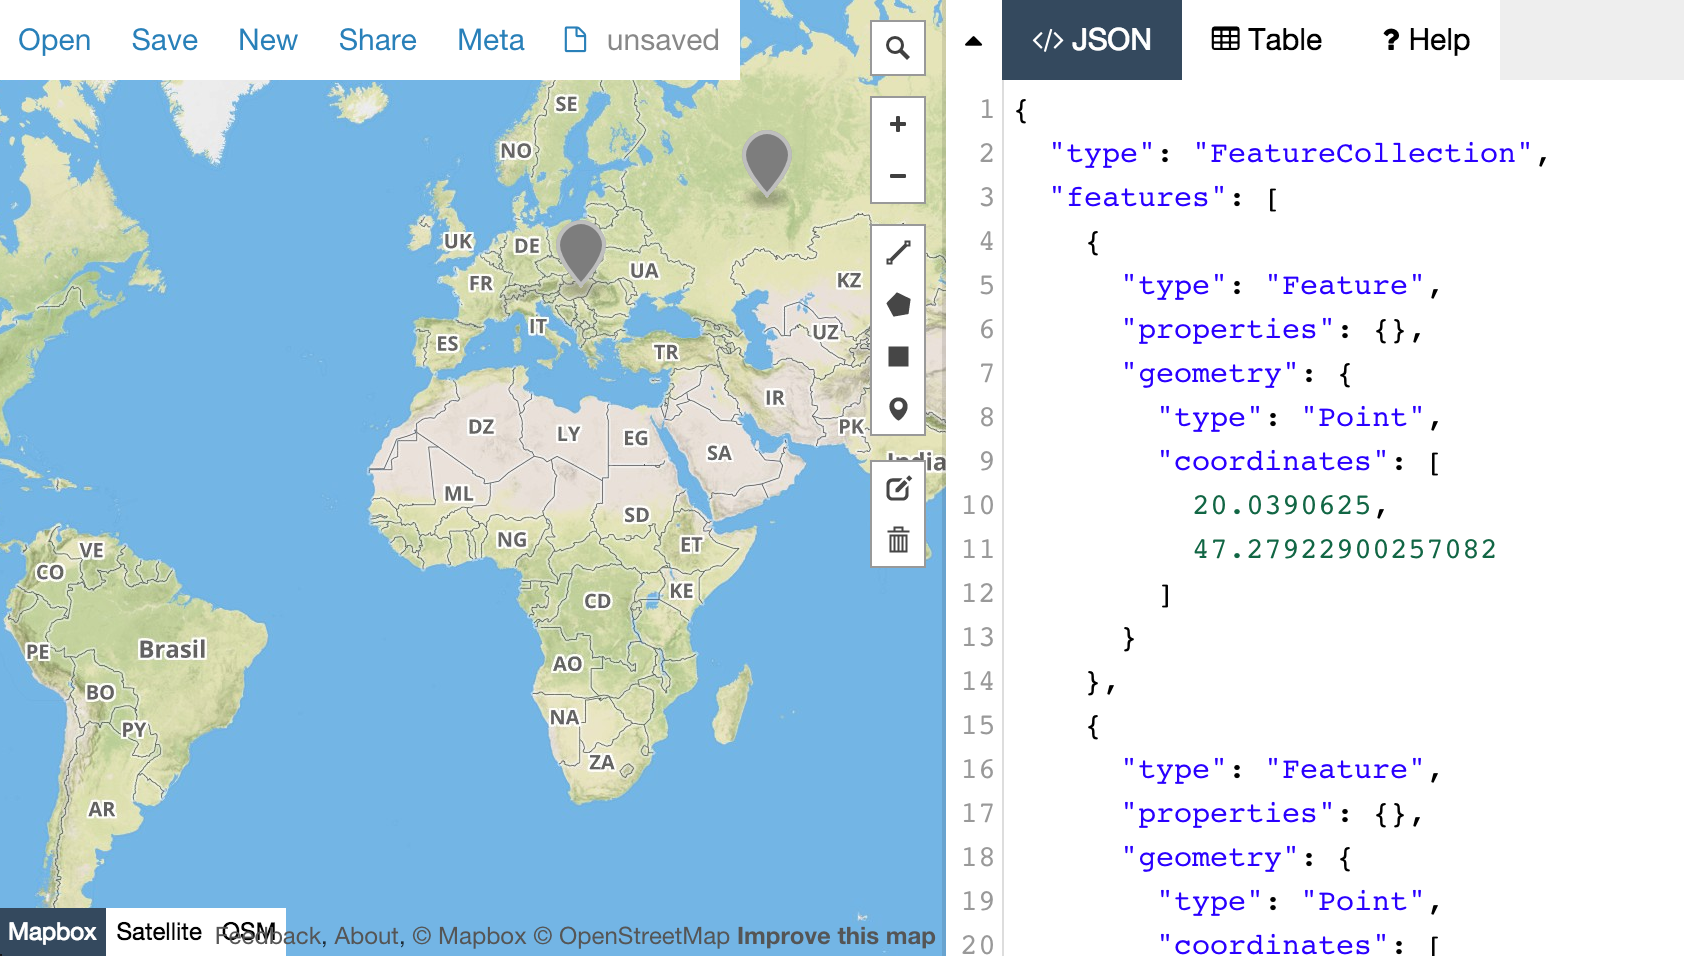 Open Save New Share Meta unsaved
</> JSON Table ? Help
SE
NO
UK
DE
FR
UA
KZ
IT
ES
TR
UZ
IR
PK
India
DZ
LY
EG
SA
ML
SD
NG
ET
VE
CO
KE
CD
PE
Brasil
AO
BO
NA
PY
ZA
AR
Mapbox Satellite OSM
Feedback, About, © Mapbox © OpenStreetMap Improve this map
1 {
2 "type": "FeatureCollection",
3 "features": [
4 {
5 "type": "Feature",
6 "properties": {},
7 "geometry": {
8 "type": "Point",
9 "coordinates": [
10 20.0390625,
11 47.27922900257082
12 ]
13 }
14 },
15 {
16 "type": "Feature",
17 "properties": {},
18 "geometry": {
19 "type": "Point",
20 "coordinates": [